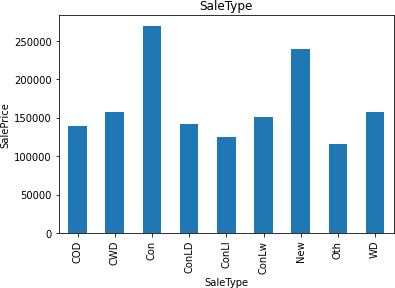 SaleType
250000
200000
150000
100000
50000
0
SalePrice
COD
CWD
Con
ConLD
ConLI
ConLw
New
Oth
WD
SaleType